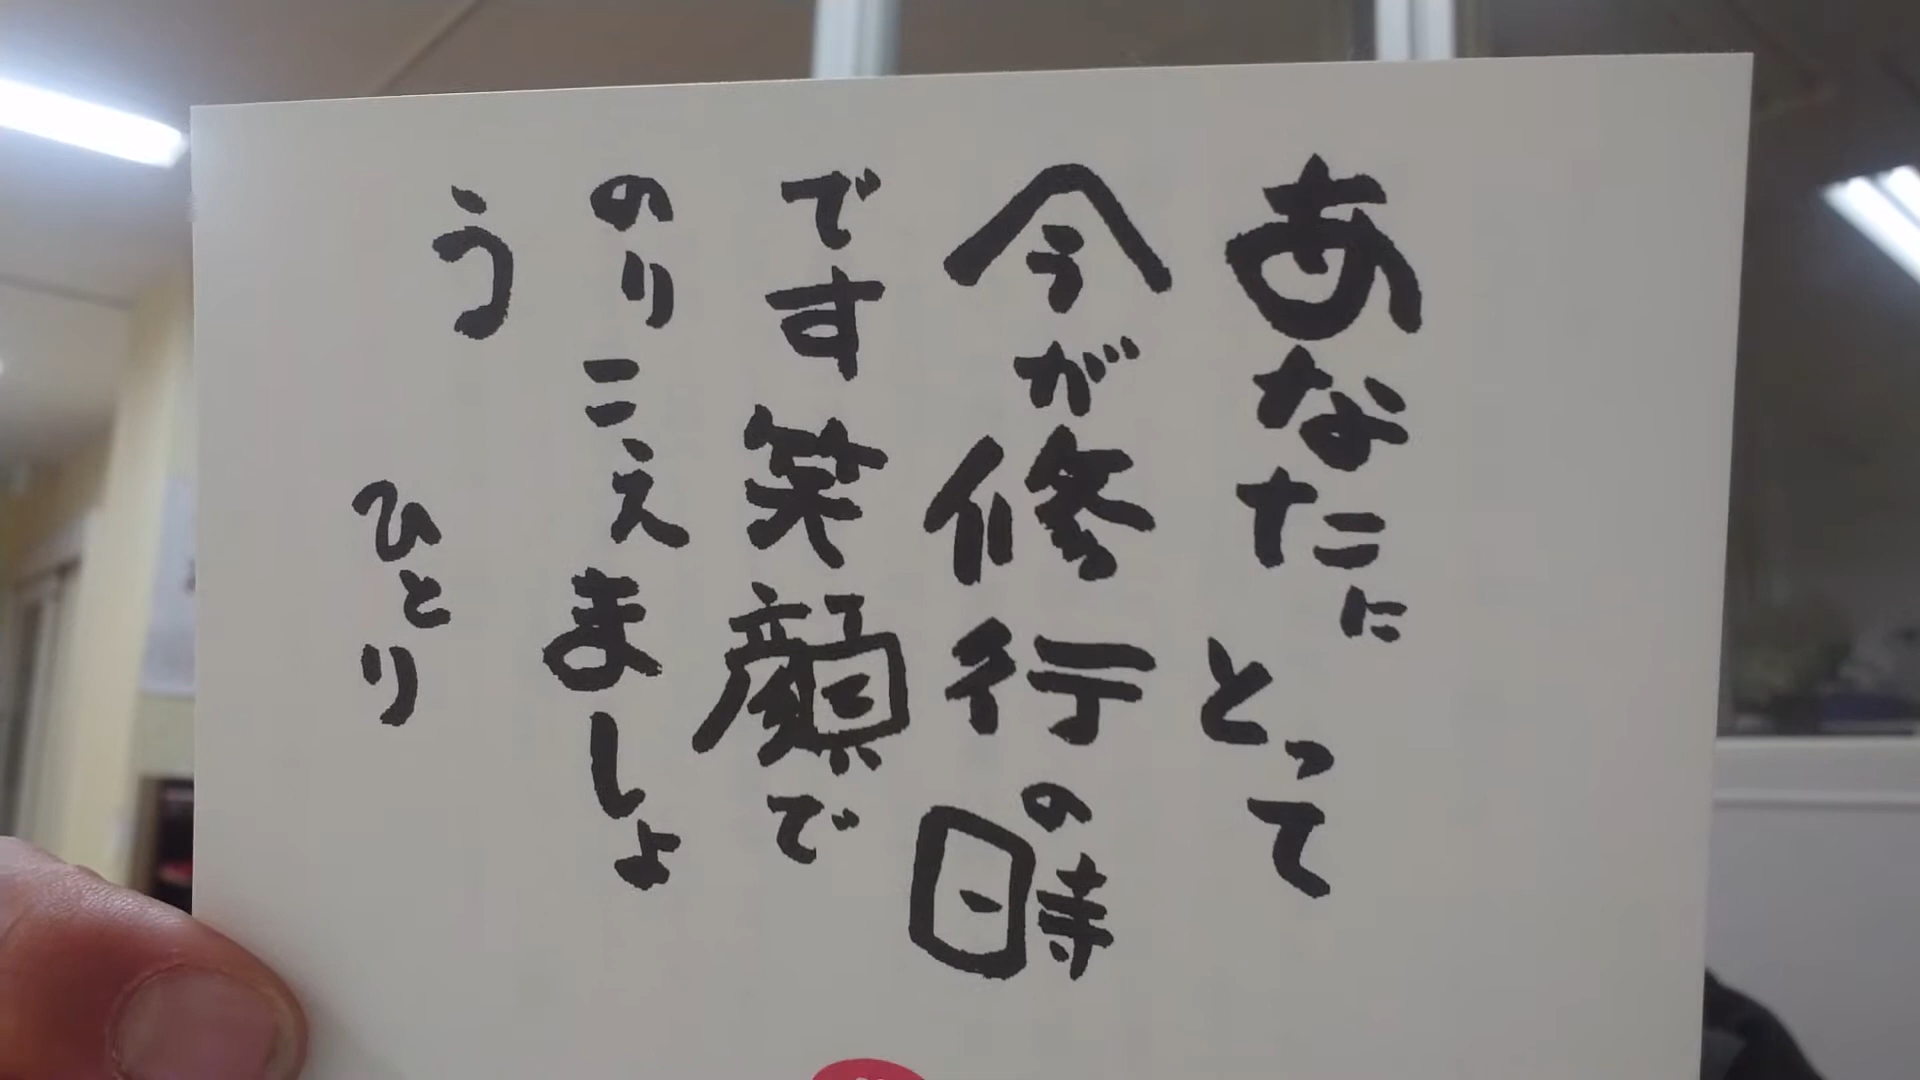 あなたにとって
今が修行の時
です笑顔で
のりこえましょ
う
ひとり